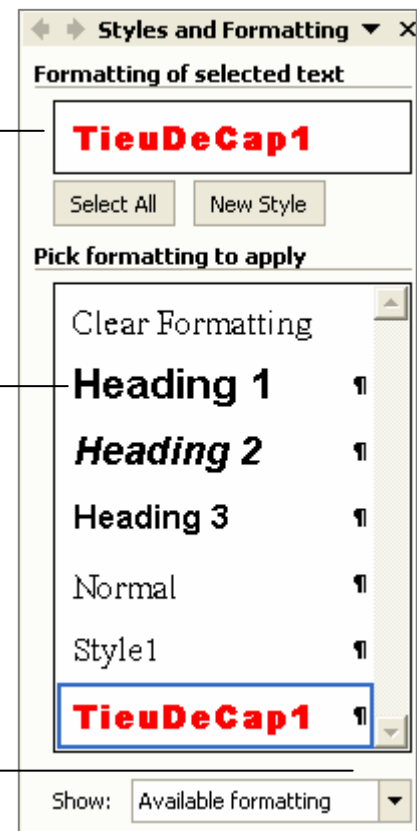 Styles and Formatting
Formatting of selected text
TieuDeCap1
Select All New Style
Pick formatting to apply
Clear Formatting
Heading 1 ¶
Heading 2 ¶
Heading 3 ¶
Normal ¶
Style1 ¶
TieuDeCap1 ¶
Show: Available formatting